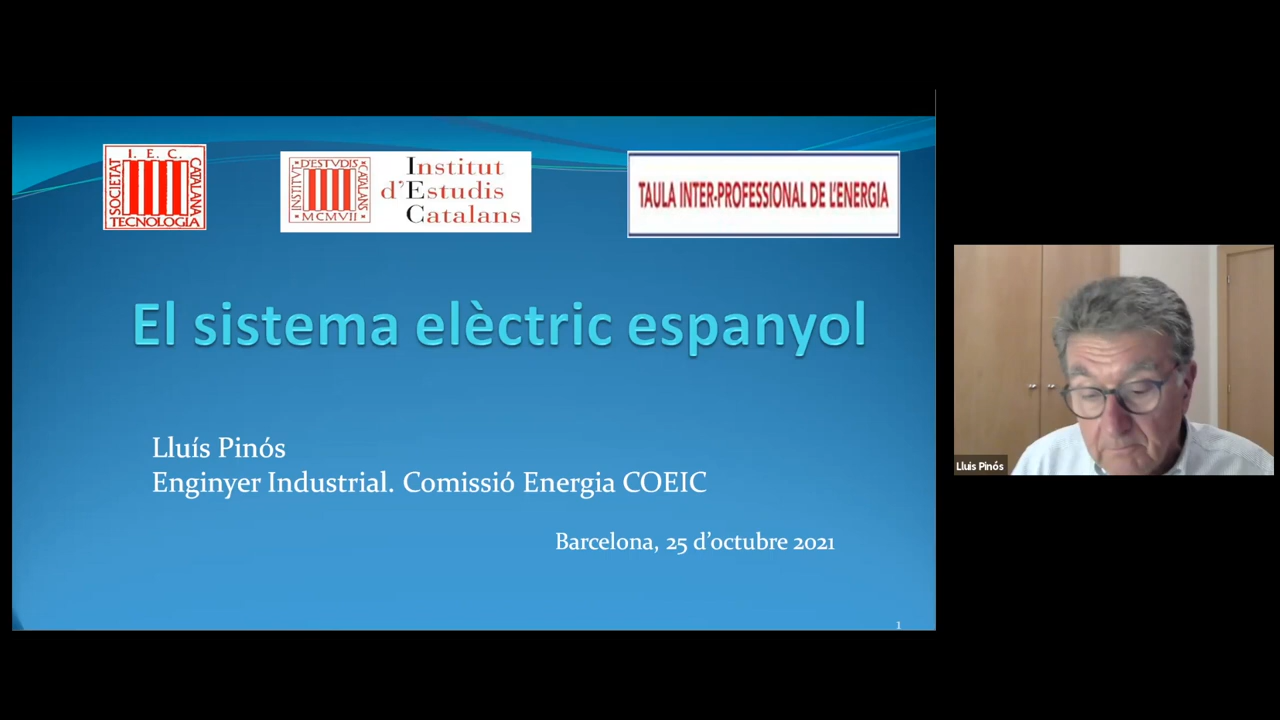 I. E. C.
SOCIETAT
CATALANA
TECNOLOGIA
D'ESTVDIS
INSTITVT
CATALANS
MCMVII
Institut
d'Estudis
Catalans
TAULA INTER-PROFESSIONAL DE L'ENERGIA
El sistema elèctric espanyol
Lluís Pinós
Enginyer Industrial. Comissió Energia COEIC
Barcelona, 25 d'octubre 2021
1
Lluis Pinós